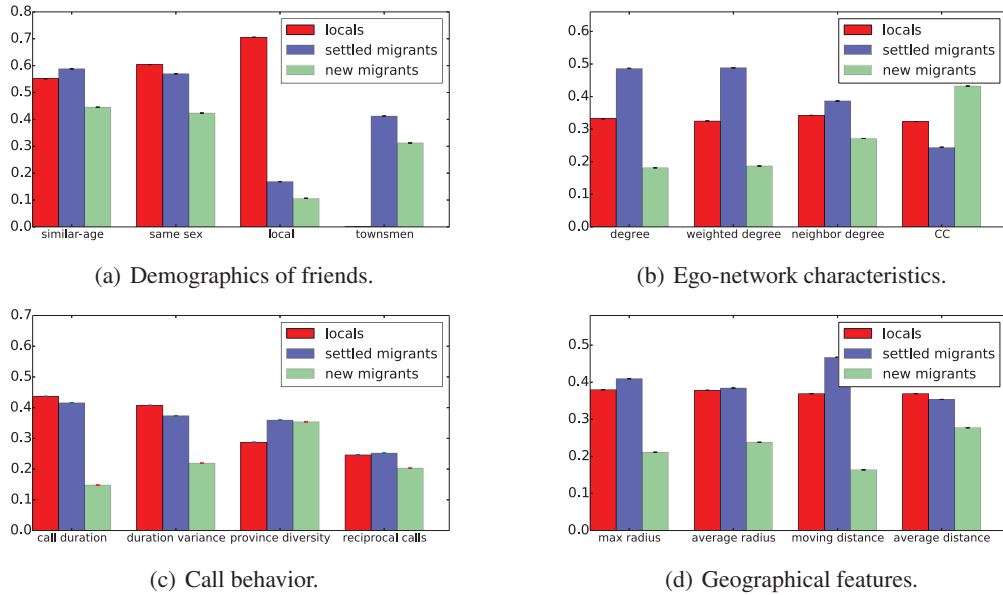 0.8
0.7
0.6
0.5
0.4
0.3
0.2
0.1
0.0
locals
settled migrants
new migrants
similar-age same sex local townsmen
(a) Demographics of friends.
0.6
0.5
0.4
0.3
0.2
0.1
0.0
locals
settled migrants
new migrants
degree weighted degree neighbor degree CC
(b) Ego-network characteristics.
0.7
0.6
0.5
0.4
0.3
0.2
0.1
0.0
locals
settled migrants
new migrants
call duration duration variance province diversity reciprocal calls
(c) Call behavior.
0.5
0.4
0.3
0.2
0.1
0.0
locals
settled migrants
new migrants
max radius average radius moving distance average distance
(d) Geographical features.